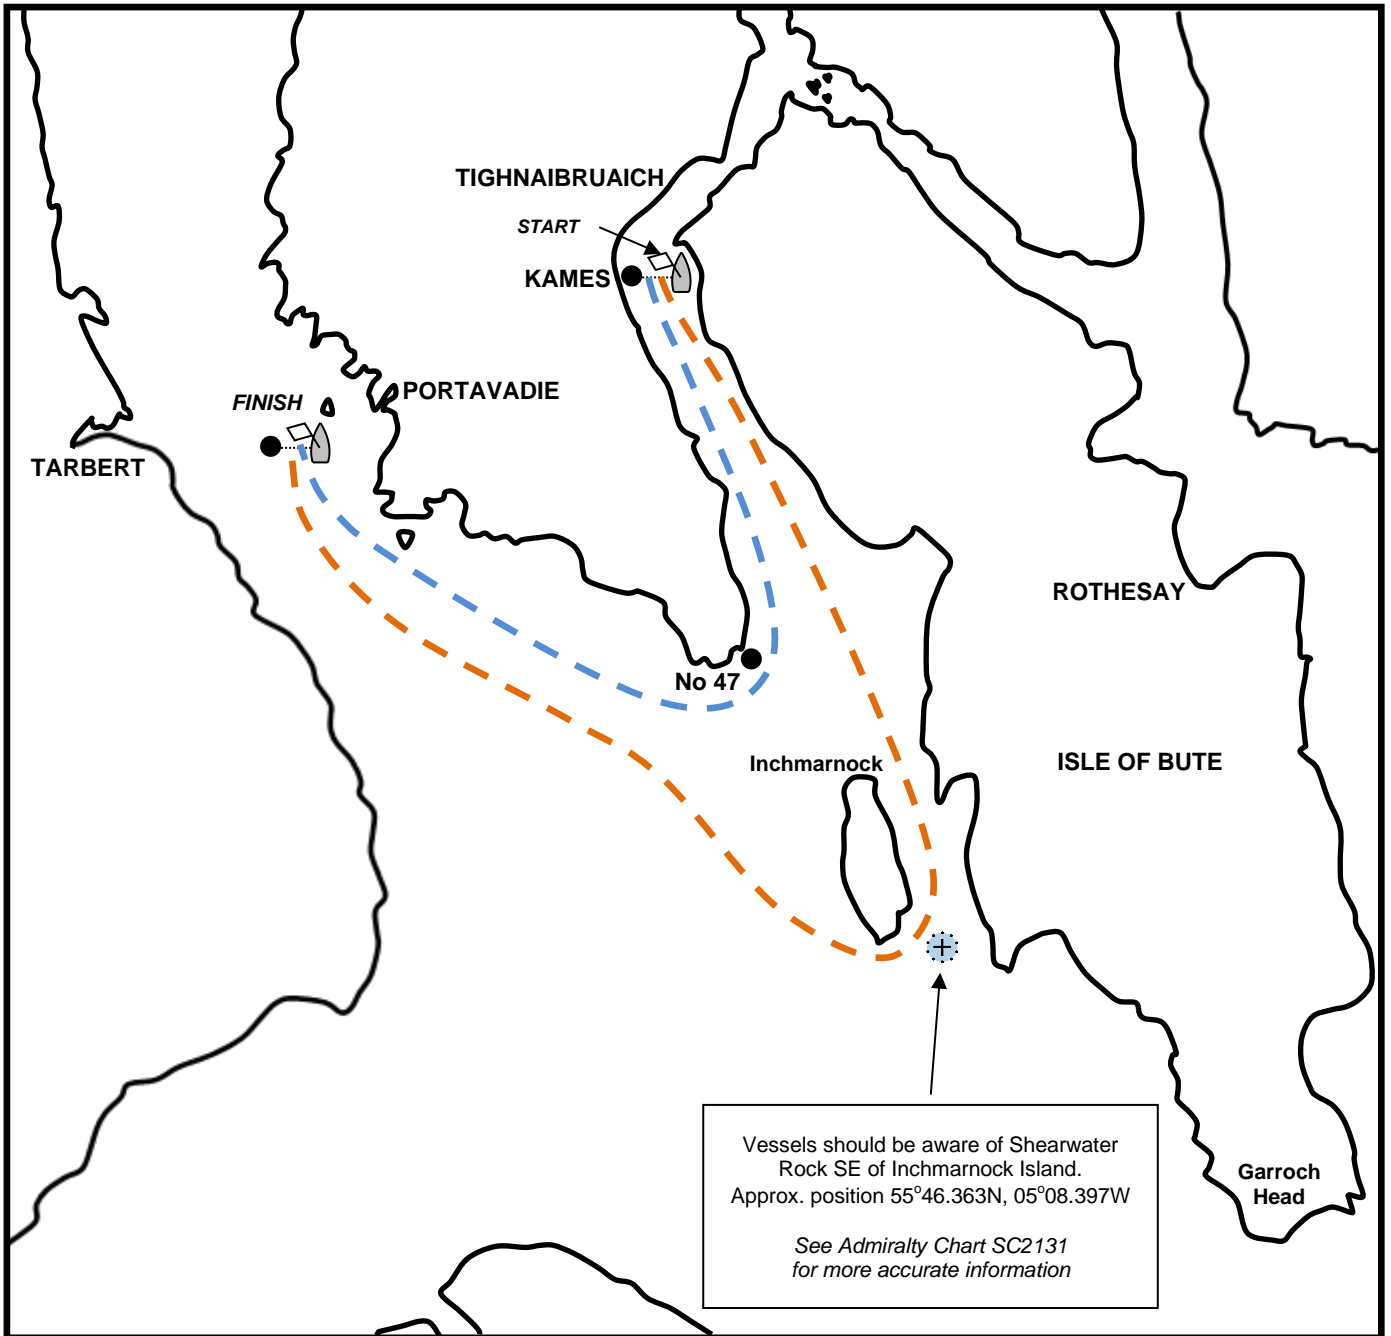 TIGHNAIBRUAICH
START
KAMES
PORTAVADIE
FINISH
TARBERT
ROTHESAY
No 47
Inchmarnock
ISLE OF BUTE
Vessels should be aware of Shearwater
Rock SE of Inchmarnock Island.
Approx. position 55°46.363N, 05°08.397W
See Admiralty Chart SC2131
for more accurate information
Garroch
Head